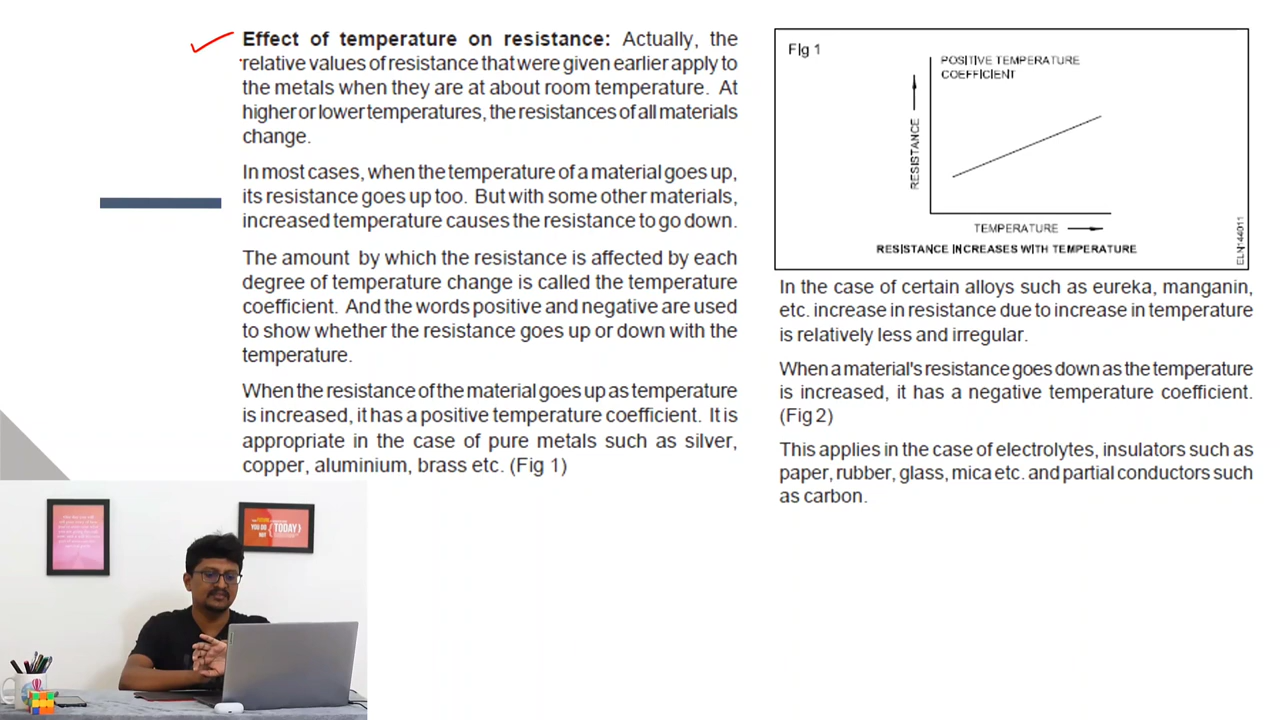 Effect of temperature on resistance: Actually, the
relative values of resistance that were given earlier apply to
the metals when they are at about room temperature. At
higher or lower temperatures, the resistances of all materials
change.
In most cases, when the temperature of a material goes up,
its resistance goes up too. But with some other materials,
increased temperature causes the resistance to go down.
The amount by which the resistance is affected by each
degree of temperature change is called the temperature
coefficient. And the words positive and negative are used
to show whether the resistance goes up or down with the
temperature.
When the resistance of the material goes up as temperature
is increased, it has a positive temperature coefficient. It is
appropriate in the case of pure metals such as silver,
copper, aluminium, brass etc. (Fig 1)
FIg 1
POSITIVE TEMPERATURE
COEFFICIENT
RESISTANCE
TEMPERATURE
RESISTANCE INCREASES WITH TEMPERATURE
ELN144011
In the case of certain alloys such as eureka, manganin,
etc. increase in resistance due to increase in temperature
is relatively less and irregular.
When a material's resistance goes down as the temperature
is increased, it has a negative temperature coefficient.
(Fig 2)
This applies in the case of electrolytes, insulators such as
paper, rubber, glass, mica etc. and partial conductors such
as carbon.
YOU DO
NOT
TODAY